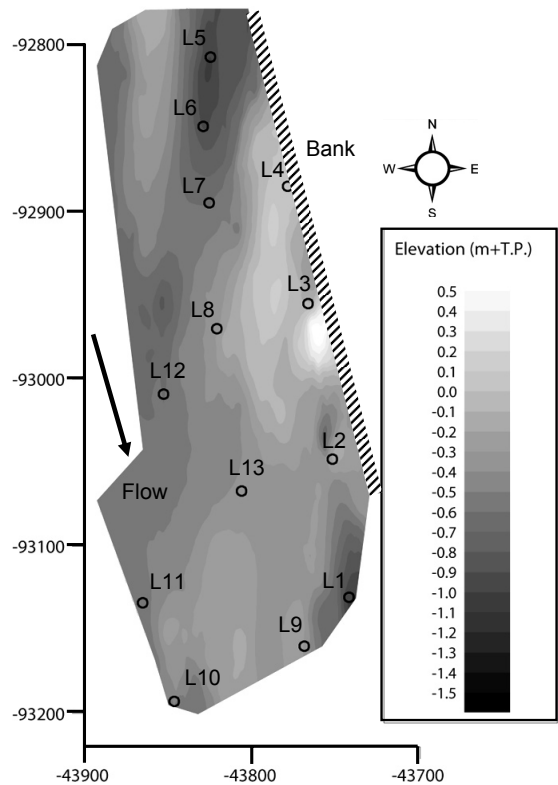 -92800
-92900
-93000
-93100
-93200
-43900
-43800
-43700
L5
L6
L7
L4
L3
L8
L12
L2
L13
L11
L1
L9
L10
Bank
Flow
N
W
E
S
Elevation (m+T.P.)
0.5
0.4
0.3
0.2
0.1
0.0
-0.1
-0.2
-0.3
-0.4
-0.5
-0.6
-0.7
-0.8
-0.9
-1.0
-1.1
-1.2
-1.3
-1.4
-1.5